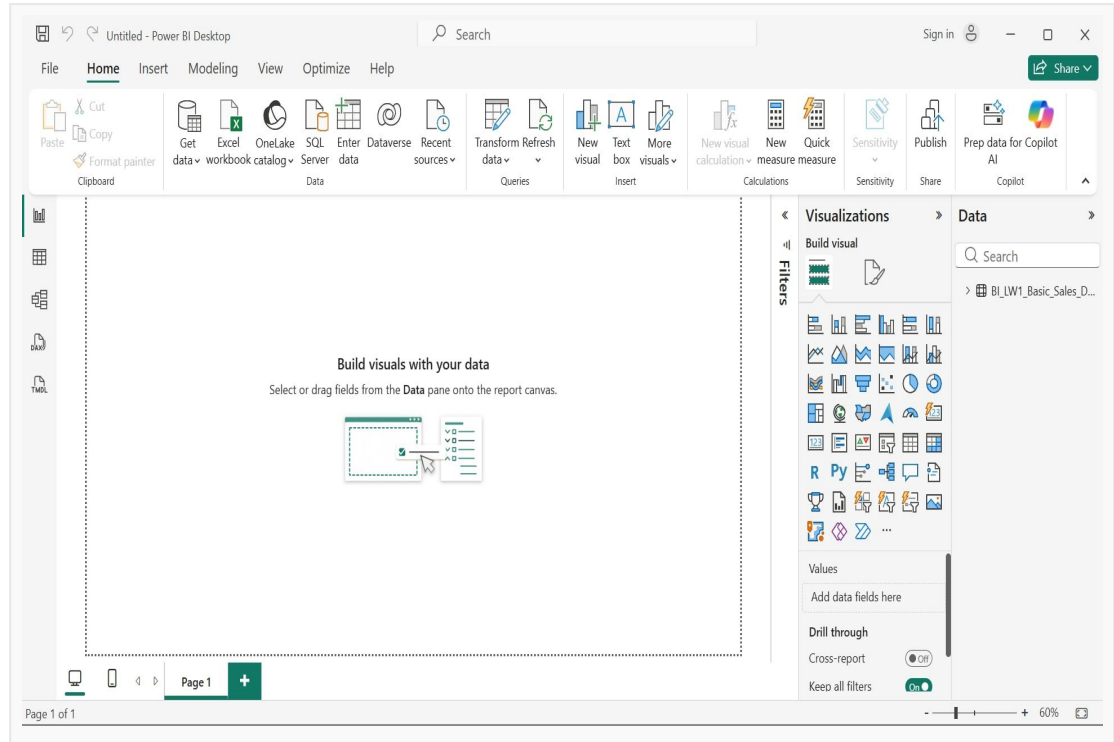 Untitled - Power BI Desktop
Search
Sign in
File Home Insert Modeling View Optimize Help
Share
Paste
Cut
Copy
Format painter
Clipboard
Get data
Excel workbook
OneLake catalog
SQL Server
Enter data
Dataverse
Recent sources
Data
Transform data
Refresh
Queries
New visual
Text box
More visuals
Insert
New visual calculation
New measure
Quick measure
Calculations
Sensitivity
Sensitivity
Publish
Share
Prep data for AI
Copilot
Copilot
DAX
TMDL
Build visuals with your data
Select or drag fields from the Data pane onto the report canvas.
Filters
Visualizations
Build visual
123
123
R Py
Values
Add data fields here
Drill through
Cross-report
Off
Keep all filters
On
Data
Search
BI_LW1_Basic_Sales_D...
Page 1
Page 1 of 1
60%